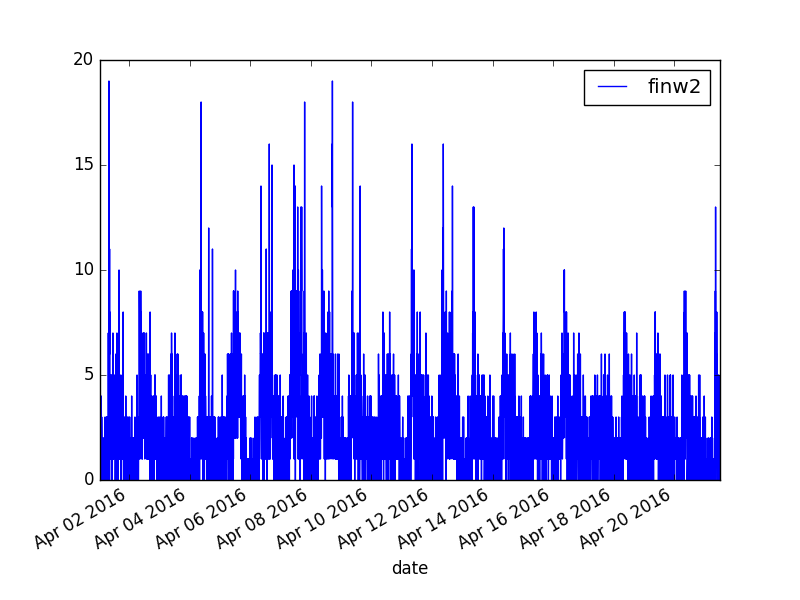 20
finw2
15
10
5
0
Apr 02 2016
Apr 04 2016
Apr 06 2016
Apr 08 2016
Apr 10 2016
Apr 12 2016
Apr 14 2016
Apr 16 2016
Apr 18 2016
Apr 20 2016
date